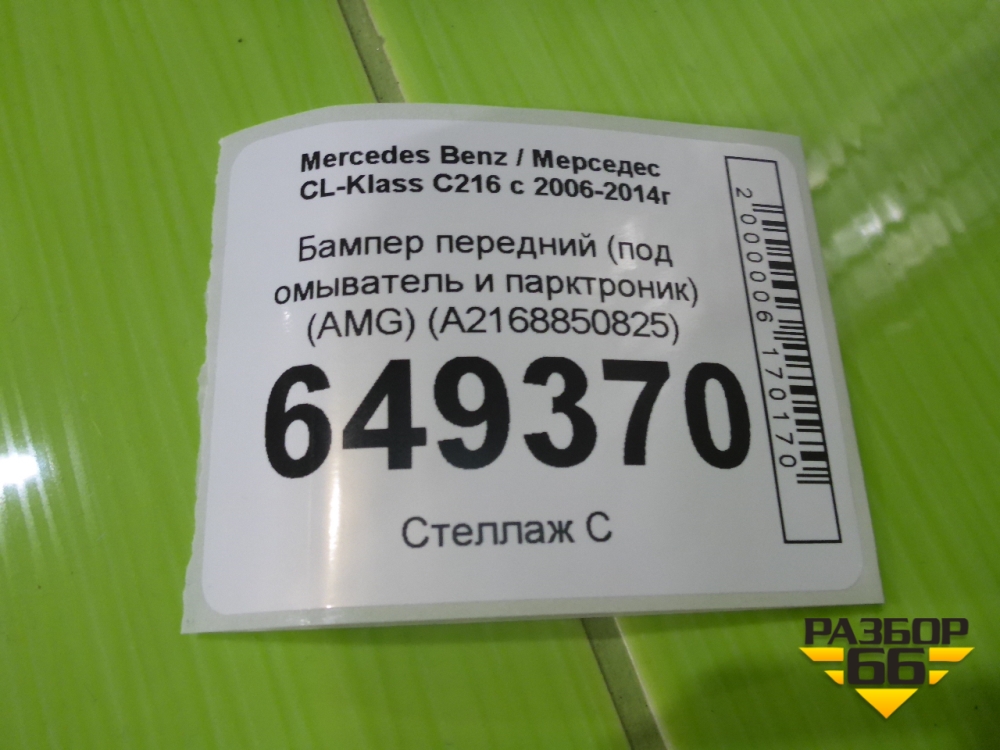 Mercedes Benz / Мерседес
CL-Klass C216 с 2006-2014г
Бампер передний (под
омыватель и парктроник)
(AMG) (A2168850825)
649370
Стеллаж С
2000006170170
РАЗБОР
66